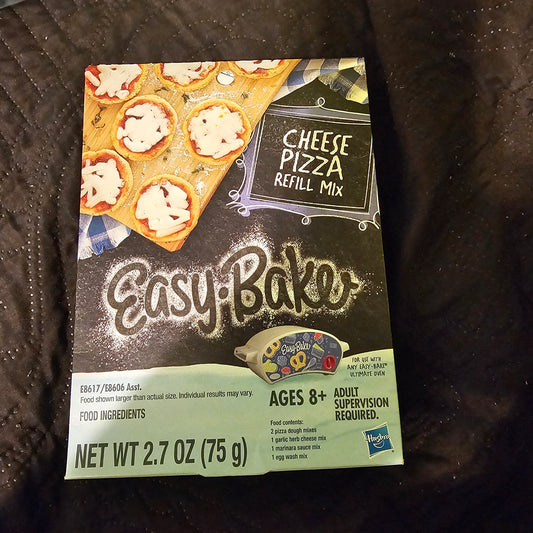 CHEESE
PIZZA
REFILL MIX
Easy-Bake
Easy-Bake
FOR USE WITH
ANY EASY-BAKE
ULTIMATE OVEN
E8617/E8606 Asst.
Food shown larger than actual size. Individual results may vary.
FOOD INGREDIENTS
NET WT 2.7 OZ (75 g)
AGES 8+
ADULT
SUPERVISION
REQUIRED.
Food contents:
2 pizza dough mixes
1 garlic herb cheese mix
1 marinara sauce mix
1 egg wash mix
Hasbro